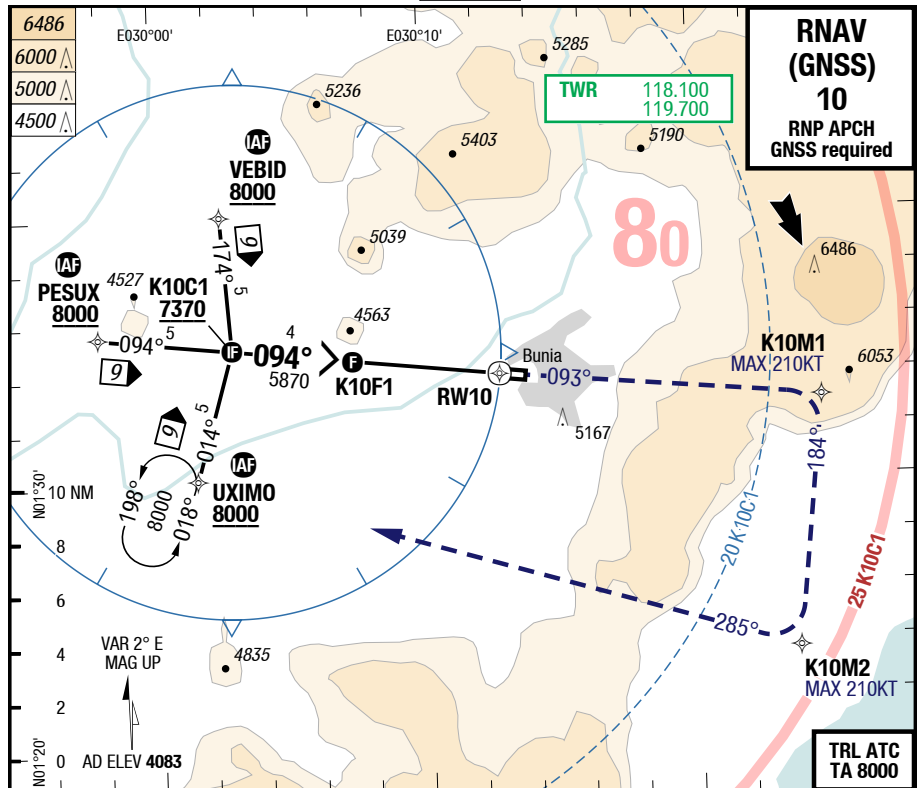 6486
6000
5000
4500
E030°00'
E030°10'
5285
5236
TWR 118.100
119.700
RNAV
(GNSS)
10
RNP APCH
GNSS required
5403
5190
IAF
VEBID
8000
80
6486
5039
174°
5
9
IAF
PESUX
8000
4527
K10C1
7370
4563
094°
5
9
IF
4
094°
5870
F
K10F1
Bunia
RW10
093°
K10M1
MAX 210KT
6053
5167
184°
5
014°
9
IAF
UXIMO
8000
198°
8000
018°
N01°30'
10 NM
8
6
4
2
0
20 K10C1
25 K10C1
285°
K10M2
MAX 210KT
4835
VAR 2° E
MAG UP
AD ELEV 4083
N01°20'
TRL ATC
TA 8000